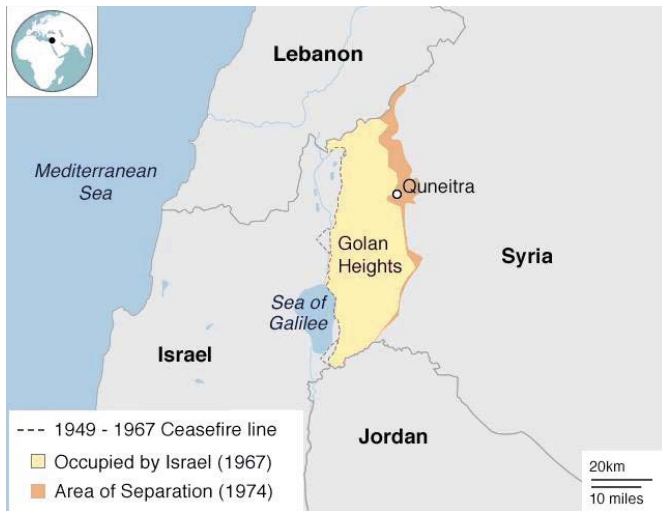 Lebanon
Mediterranean
Sea
Quneitra
Golan
Heights
Syria
Sea of
Galilee
Israel
Jordan
1949 - 1967 Ceasefire line
Occupied by Israel (1967)
Area of Separation (1974)
20km
10 miles